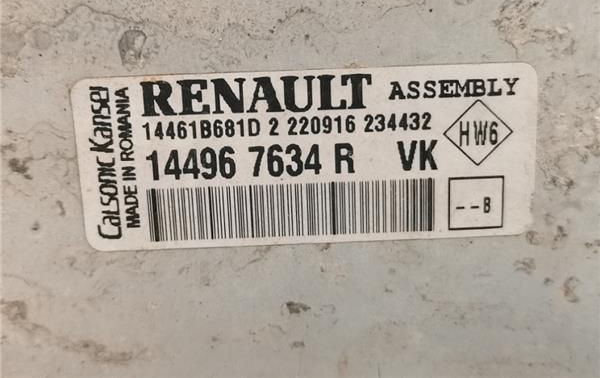 Calsonic Kansei
MADE IN ROMANIA
RENAULT ASSEMBLY
14461B681D 2 220916 234432
14496 7634 R VK
HW6
--B